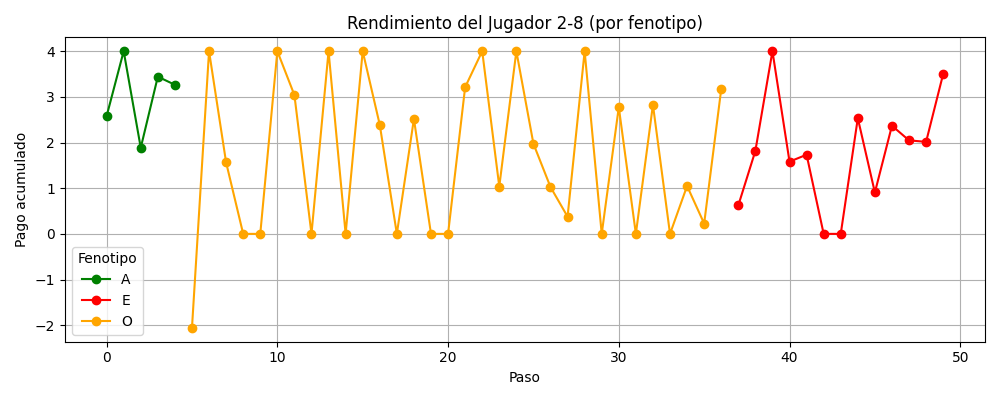 Rendimiento del Jugador 2-8 (por fenotipo)
Pago acumulado
4
3
2
1
0
−1
−2
Fenotipo
A
E
O
0 10 20 30 40 50
Paso